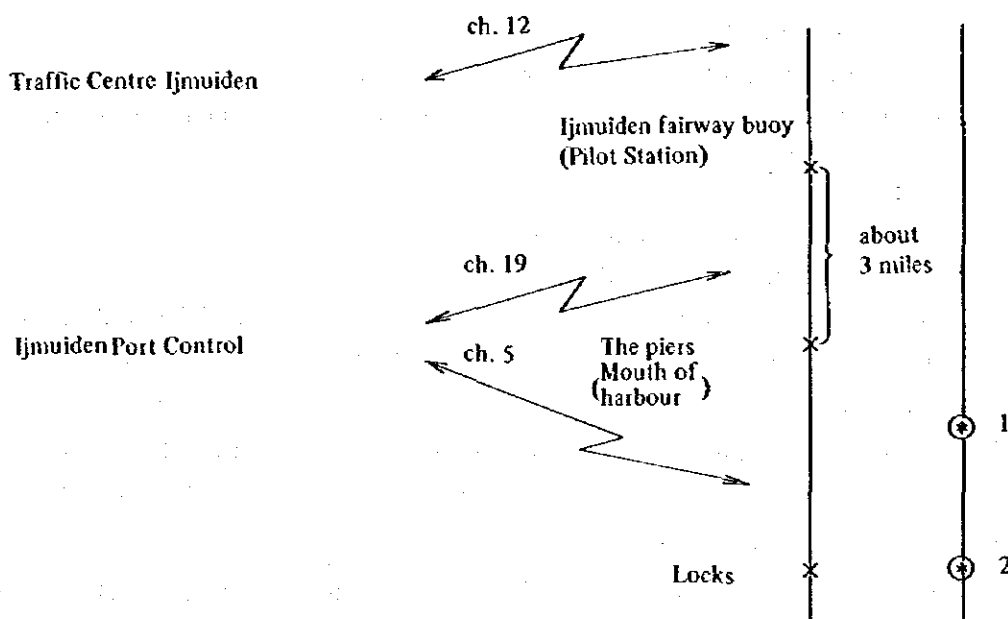 ch. 12
Traffic Centre Ijmuiden
Ijmuiden fairway buoy
(Pilot Station)
about
3 miles
ch. 19
Ijmuiden Port Control
ch. 5
The piers
(Mouth of
harbour)
1
2
Locks